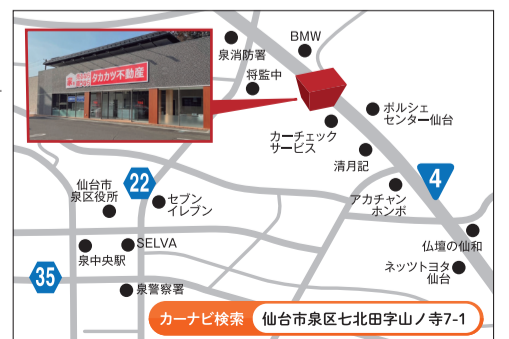 BMW
泉消防署
将監中
タカカツ不動産
ポルシェ
センター仙台
カーチェック
サービス
清月記
4
アカチャン
ホンポ
仙台市
泉区役所
22
セブン
イレブン
仏壇の仙和
SELVA
泉中央駅
ネッツトヨタ
仙台
35
泉警察署
カーナビ検索
仙台市泉区七北田字山ノ寺7-1